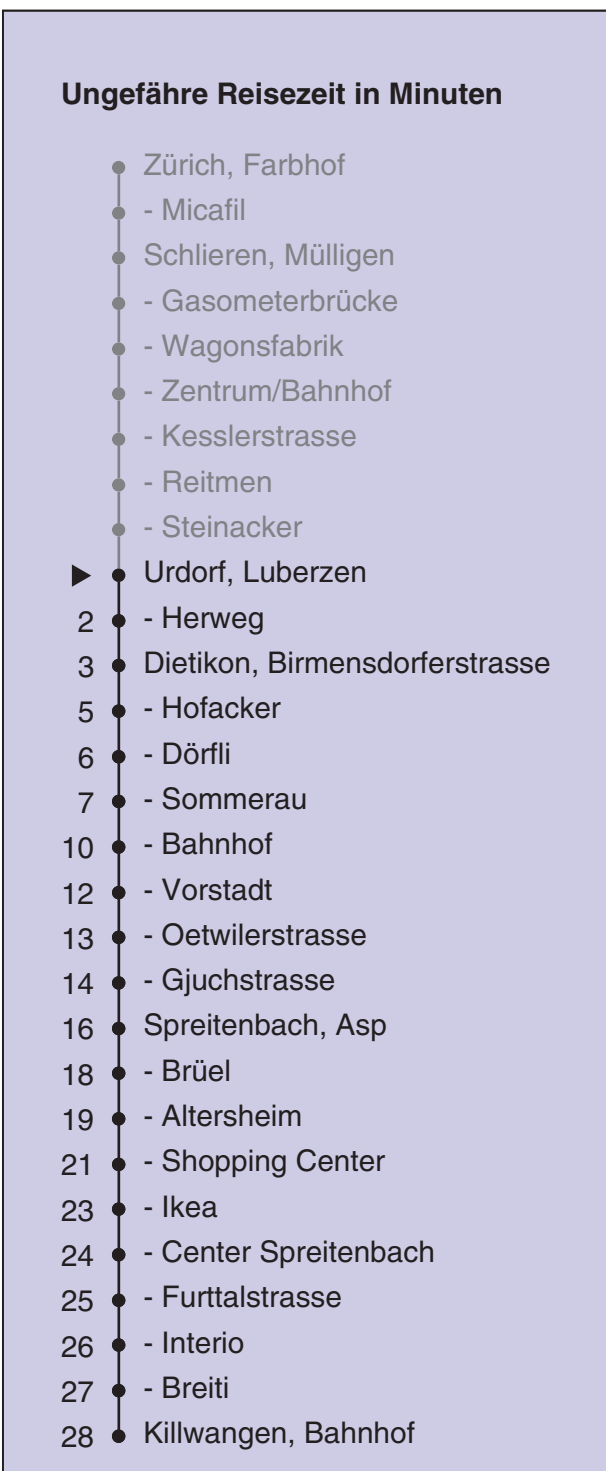 Ungefähre Reisezeit in Minuten
Zürich, Farbhof
- Micafil
Schlieren, Mülligen
- Gasometerbrücke
- Wagonsfabrik
- Zentrum/Bahnhof
- Kesslerstrasse
- Reitmen
- Steinacker
Urdorf, Luberzen
2 - Herweg
3 Dietikon, Birmensdorferstrasse
5 - Hofacker
6 - Dörfli
7 - Sommerau
10 - Bahnhof
12 - Vorstadt
13 - Oetwilerstrasse
14 - Gjuchstrasse
16 Spreitenbach, Asp
18 - Brüel
19 - Altersheim
21 - Shopping Center
23 - Ikea
24 - Center Spreitenbach
25 - Furttalstrasse
26 - Interio
27 - Breiti
28 Killwangen, Bahnhof